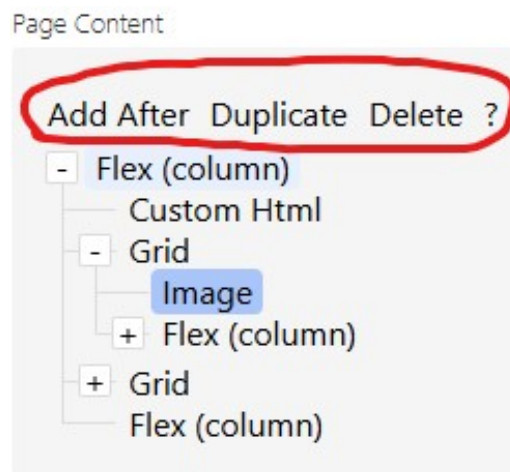 Page Content
Add After Duplicate Delete ?
- Flex (column)
Custom Html
- Grid
Image
+ Flex (column)
+ Grid
Flex (column)